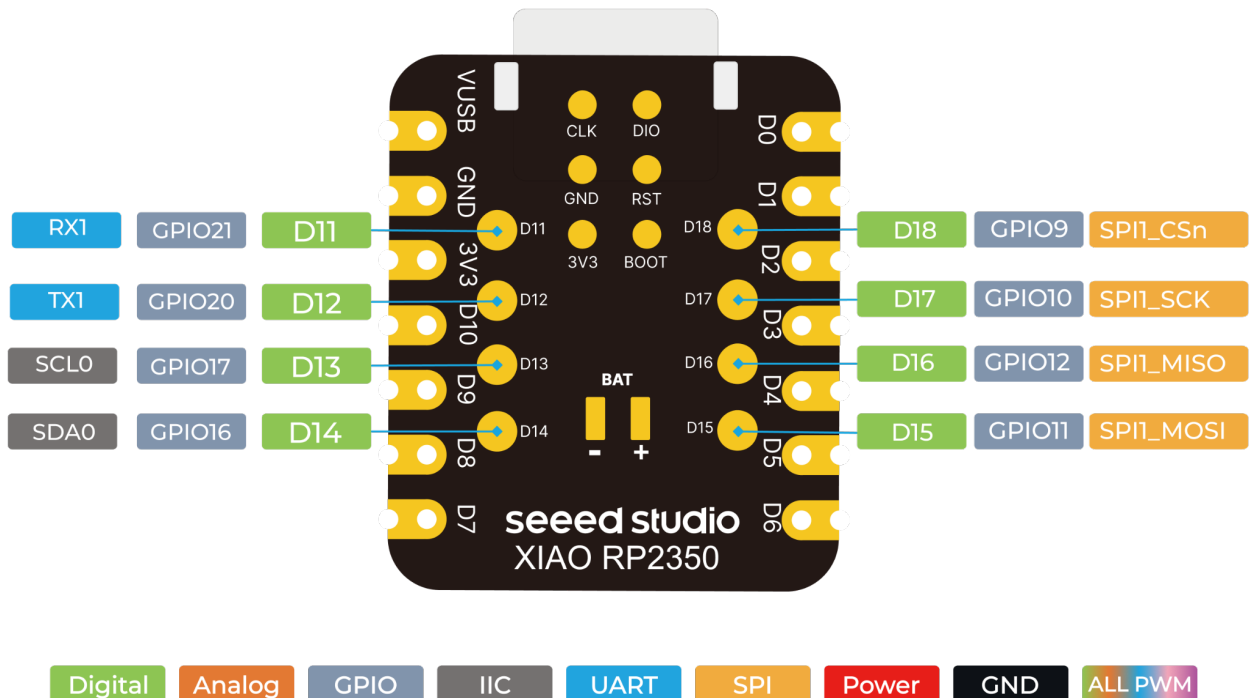 VUSB
CLK DIO
D0
GND
GND RST
D1
RX1 GPIO21 D11 D11 D18 D18 GPIO9 SPI1_CSn
3V3
3V3 BOOT
D2
TX1 GPIO20 D12 D12 D17 D17 GPIO10 SPI1_SCK
D10
D3
SCL0 GPIO17 D13 D13 D16 D16 GPIO12 SPI1_MISO
BAT
D9
D4
SDA0 GPIO16 D14 D14 D15 D15 GPIO11 SPI1_MOSI
- +
D8
D5
D7
D6
seeed studio
XIAO RP2350
Digital Analog GPIO IIC UART SPI Power GND ALL PWM